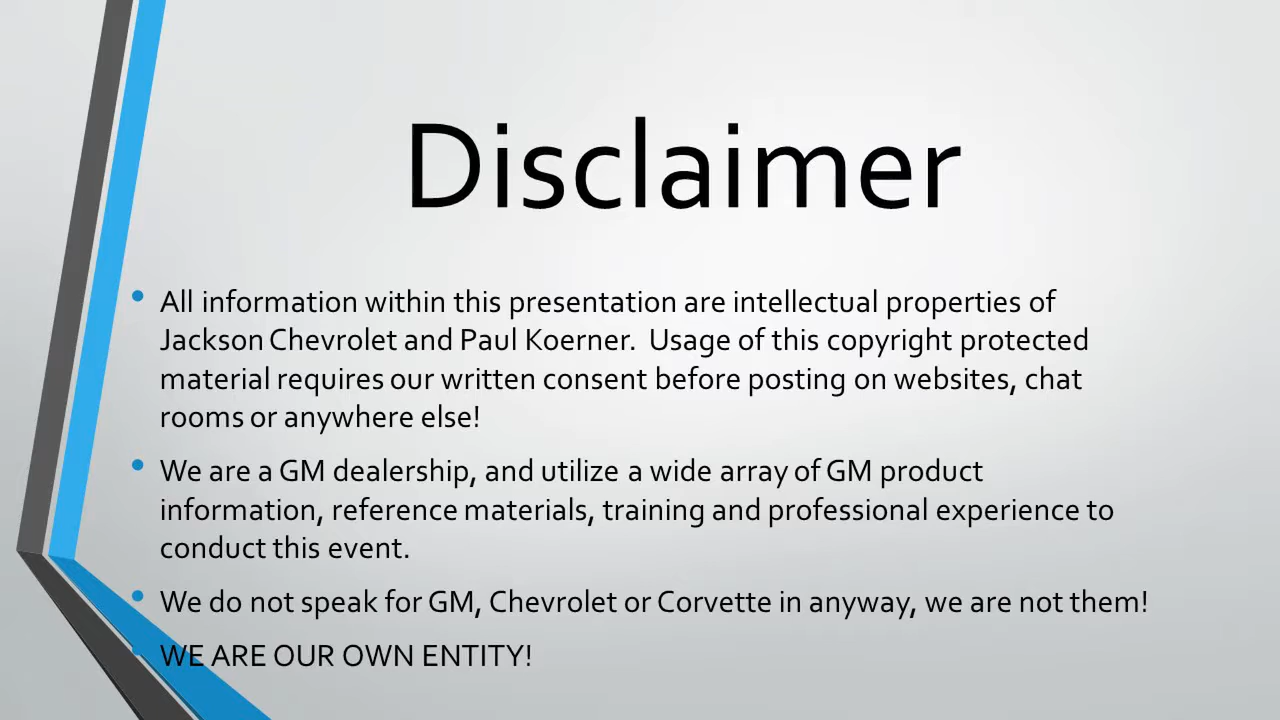 Disclaimer
All information within this presentation are intellectual properties of
Jackson Chevrolet and Paul Koerner.  Usage of this copyright protected
material requires our written consent before posting on websites, chat
rooms or anywhere else!
We are a GM dealership, and utilize a wide array of GM product
information, reference materials, training and professional experience to
conduct this event.
We do not speak for GM, Chevrolet or Corvette in anyway, we are not them!
WE ARE OUR OWN ENTITY!